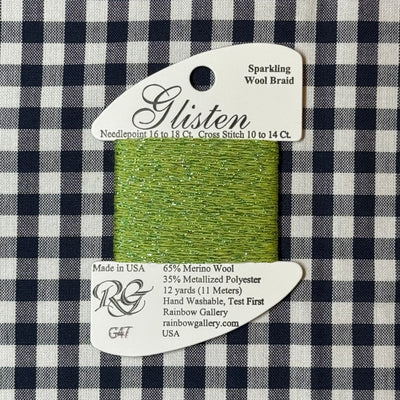 Sparkling
Wool Braid
Glisten
Needlepoint 16 to 18 Ct. Cross Stitch 10 to 14 Ct.
Made in USA
RG
G47
65% Merino Wool
35% Metallized Polyester
12 yards (11 Meters)
Hand Washable, Test First
Rainbow Gallery
rainbowgallery.com
USA